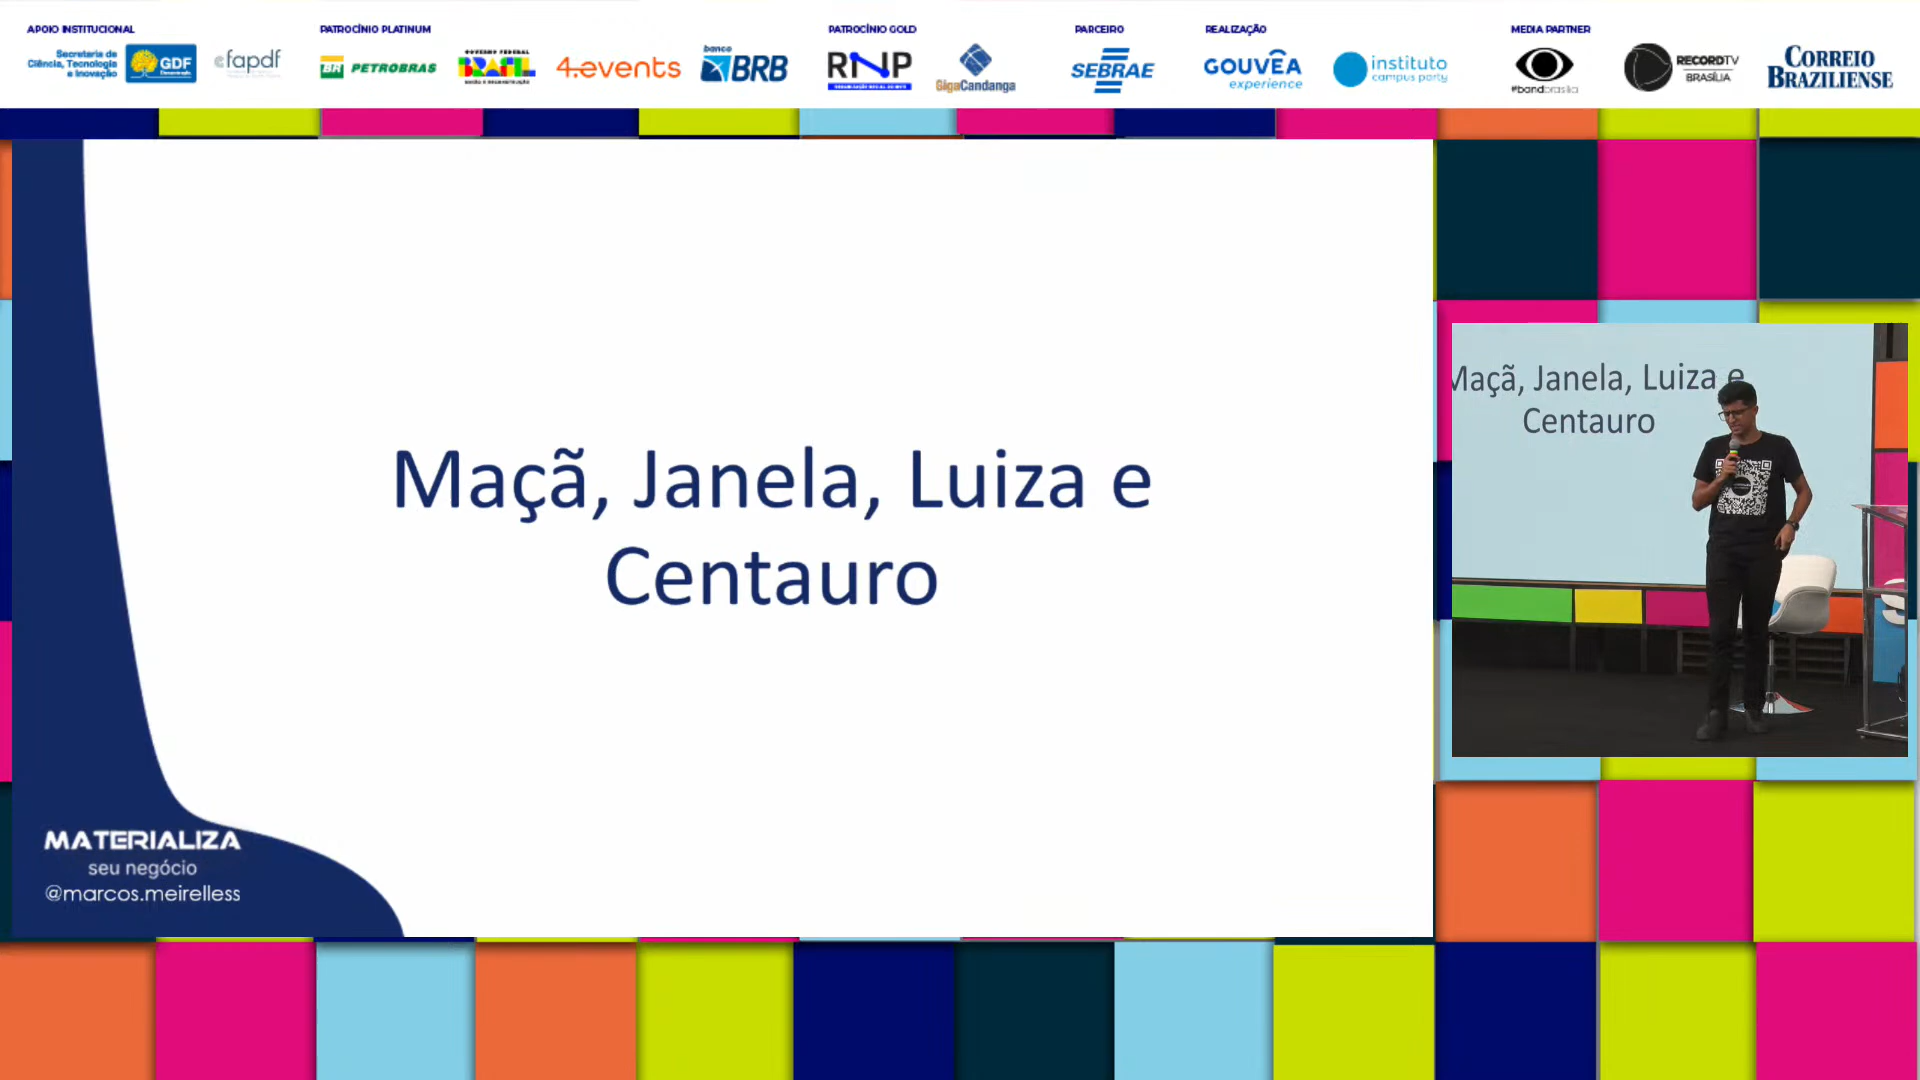 APOIO INSTITUCIONAL
PATROCÍNIO PLATINUM
PATROCÍNIO GOLD
PARCEIRO
REALIZAÇÃO
MEDIA PARTNER
Secretaria de
Ciência, Tecnologia
e Inovação
GDF
fapdf
BR PETROBRAS
GOVERNO FEDERAL
BRASIL
UNIÃO E RECONSTRUÇÃO
4.events
banco
BRB
RNP
GigaCandanga
SEBRAE
GOUVÊA
experience
instituto
campus party
#bandbrasília
RECORDTV
BRASÍLIA
CORREIO
BRAZILIENSE
Maçã, Janela, Luiza e
Centauro
Maçã, Janela, Luiza e
Centauro
MATERIALIZA
seu negócio
@marcos.meirelless